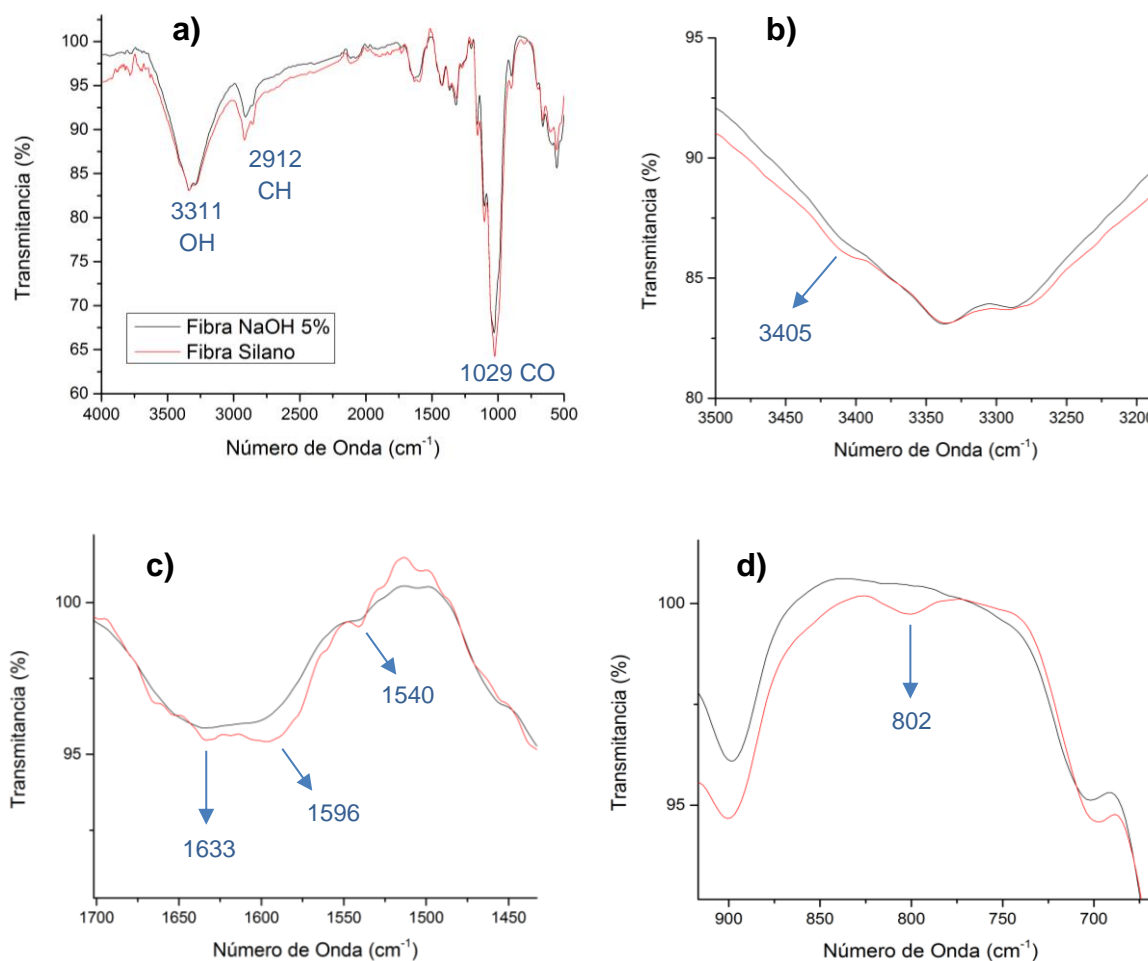 a)
Transmitancia (%)
100
95
90
85
80
75
70
65
60
2912
CH
3311
OH
Fibra NaOH 5%
Fibra Silano
1029 CO
4000 3500 3000 2500 2000 1500 1000 500
Número de Onda (cm-1)
b)
Transmitancia (%)
95
90
85
80
3405
3500 3450 3400 3350 3300 3250 3200
Número de Onda (cm-1)
c)
Transmitancia (%)
100
95
1540
1596
1633
1700 1650 1600 1550 1500 1450
Número de Onda (cm-1)
d)
Transmitancia (%)
100
95
802
900 850 800 750 700
Número de Onda (cm-1)